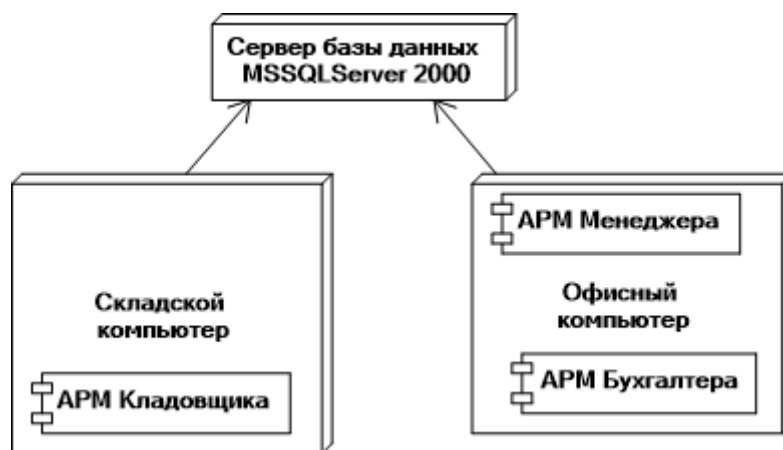 Сервер базы данных
MSSQLServer 2000
АРМ Менеджера
Складской
компьютер
Офисный
компьютер
АРМ Кладовщика
АРМ Бухгалтера